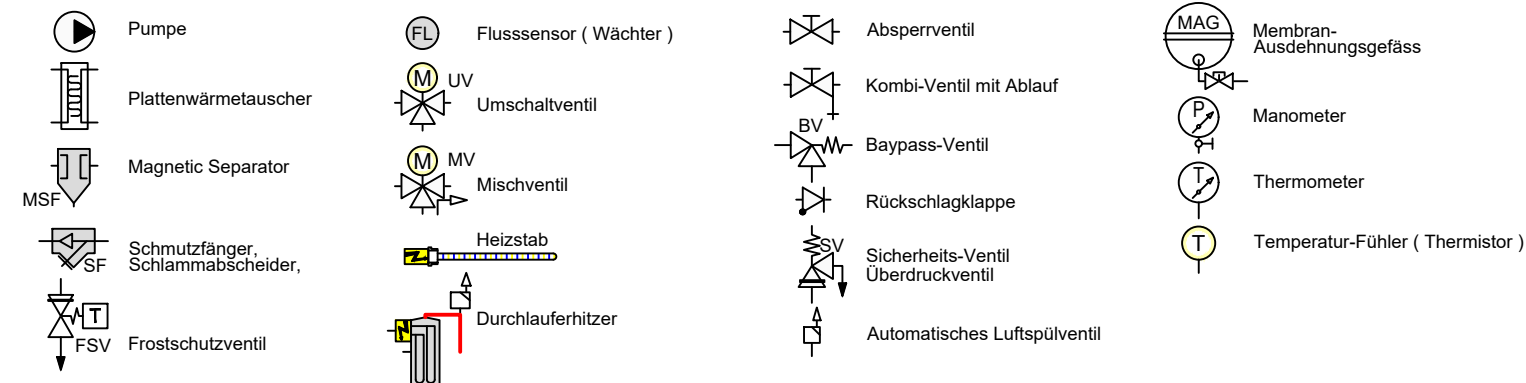 Pumpe
Plattenwärmetauscher
Magnetic Separator
MSF
Schmutzfänger,
Schlammabscheider,
SF
T
FSV
Frostschutzventil
FL
Flusssensor ( Wächter )
M
UV
Umschaltventil
M
MV
Mischventil
Heizstab
Durchlauferhitzer
Absperrventil
Kombi-Ventil mit Ablauf
BV
Baypass-Ventil
Rückschlagklappe
SV
Sicherheits-Ventil
Überdruckventil
Automatisches Luftspülventil
MAG
Membran-
Ausdehnungsgefäss
P
Manometer
T
Thermometer
T
Temperatur-Fühler ( Thermistor )